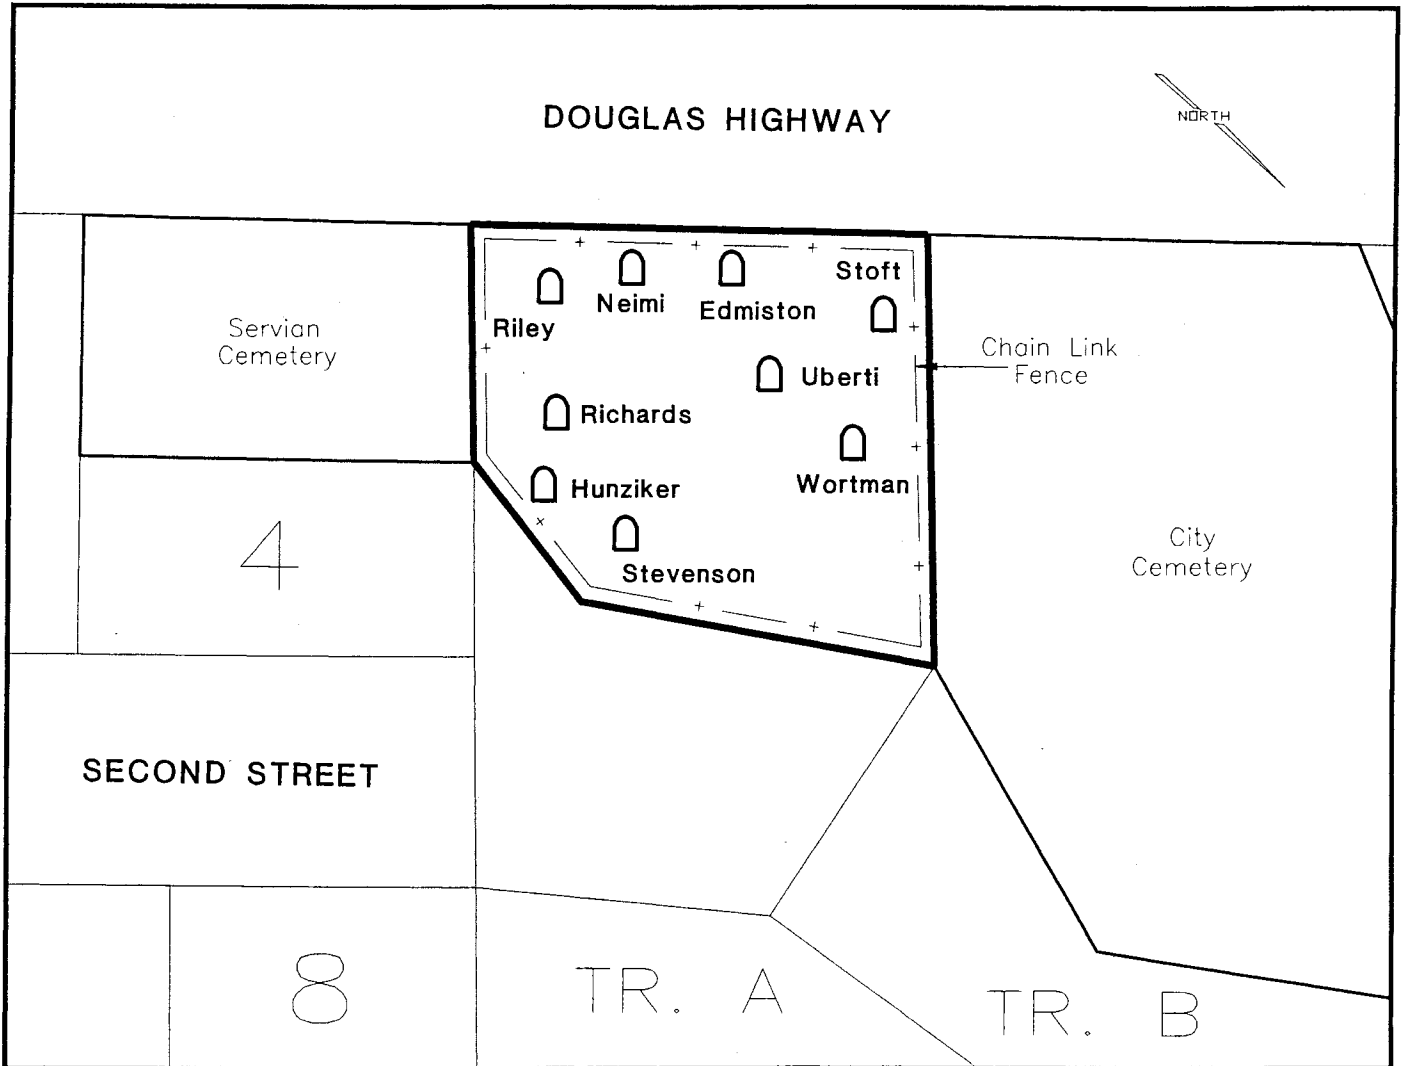 DOUGLAS HIGHWAY
NORTH
Servian
Cemetery
Riley
Neimi
Edmiston
Stoft
Uberti
Richards
Wortman
Hunziker
Stevenson
Chain Link
Fence
City
Cemetery
4
SECOND STREET
8
TR. A
TR. B